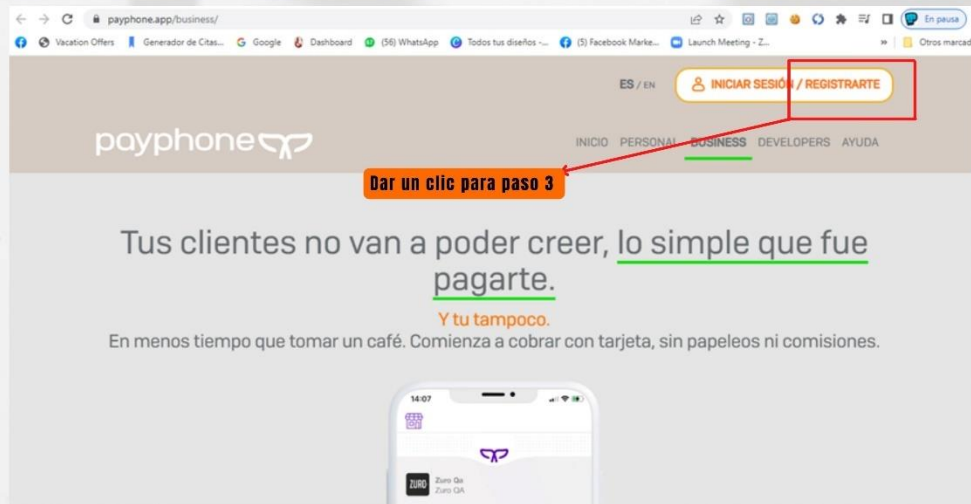 payphone.app/business/
En pausa
Vacation Offers
Generador de Citas...
Google
Dashboard
(56) WhatsApp
Todos tus diseños -...
(5) Facebook Marke...
Launch Meeting - Z...
»
Otros marcad
ES / EN
INICIAR SESIÓN / REGISTRARTE
payphone
INICIO PERSONAL BUSINESS DEVELOPERS AYUDA
Dar un clic para paso 3
Tus clientes no van a poder creer, lo simple que fue
pagarte.
Y tu tampoco.
En menos tiempo que tomar un café. Comienza a cobrar con tarjeta, sin papeleos ni comisiones.
14:07
ZURO
Zuro Qa
Zuro QA